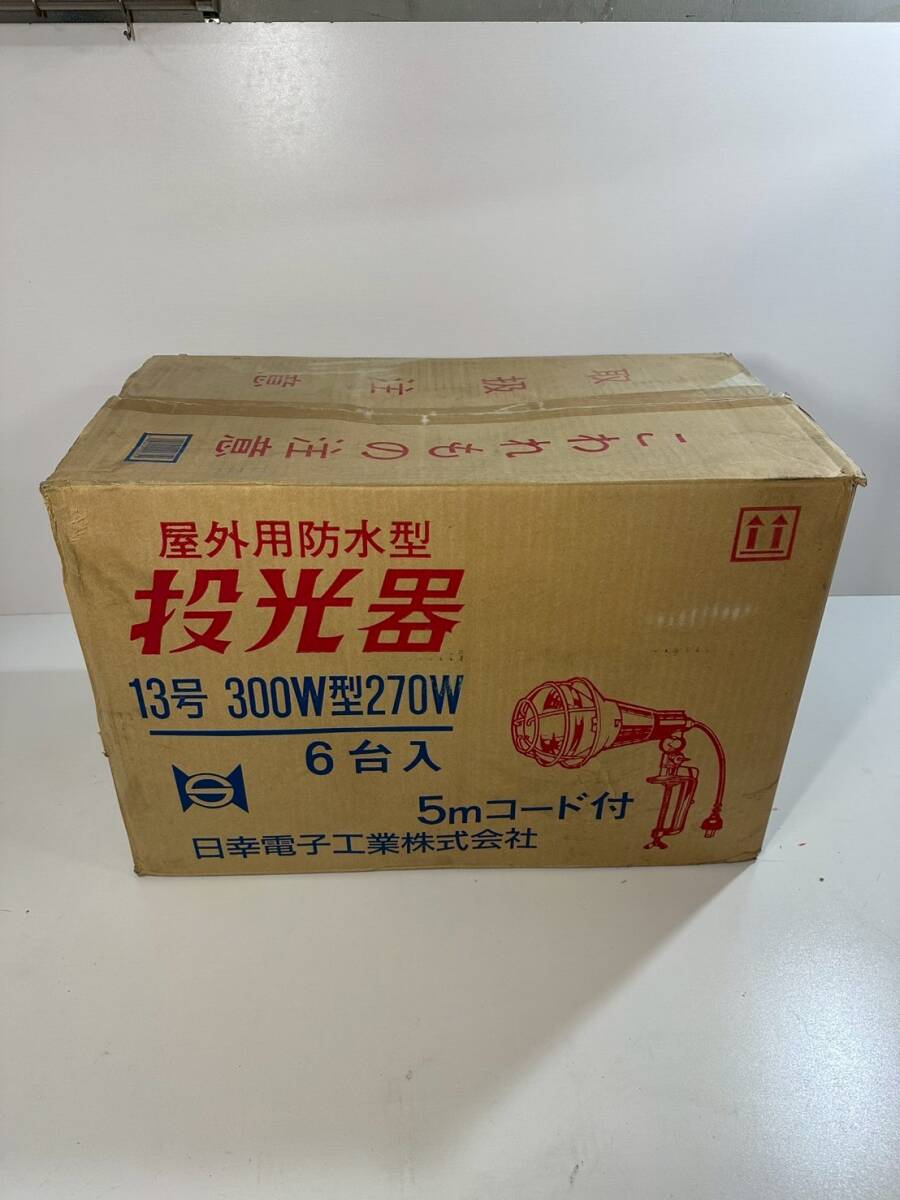 取扱注意
こわれもの注意
屋外用防水型
投光器
13号 300W型270W
6台入
5mコード付
日幸電子工業株式会社